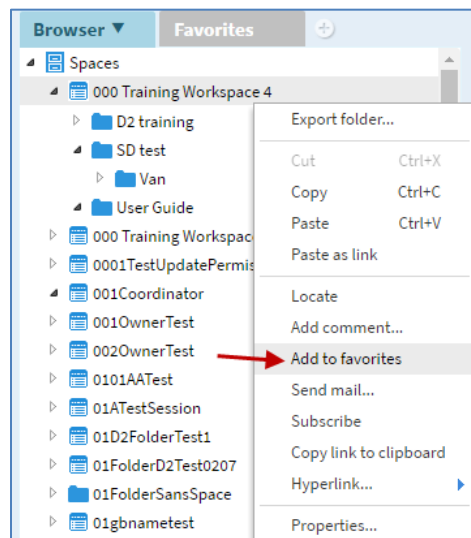 Browser ▼ Favorites
Spaces
000 Training Workspace 4
D2 training
SD test
Van
User Guide
000 Training Workspac
0001TestUpdatePermis
001Coordinator
001OwnerTest
002OwnerTest
0101AATest
01ATestSession
01D2FolderTest1
01FolderD2Test0207
01FolderSansSpace
01gbnametest
Export folder...
Cut Ctrl+X
Copy Ctrl+C
Paste Ctrl+V
Paste as link
Locate
Add comment...
Add to favorites
Send mail...
Subscribe
Copy link to clipboard
Hyperlink...
Properties...